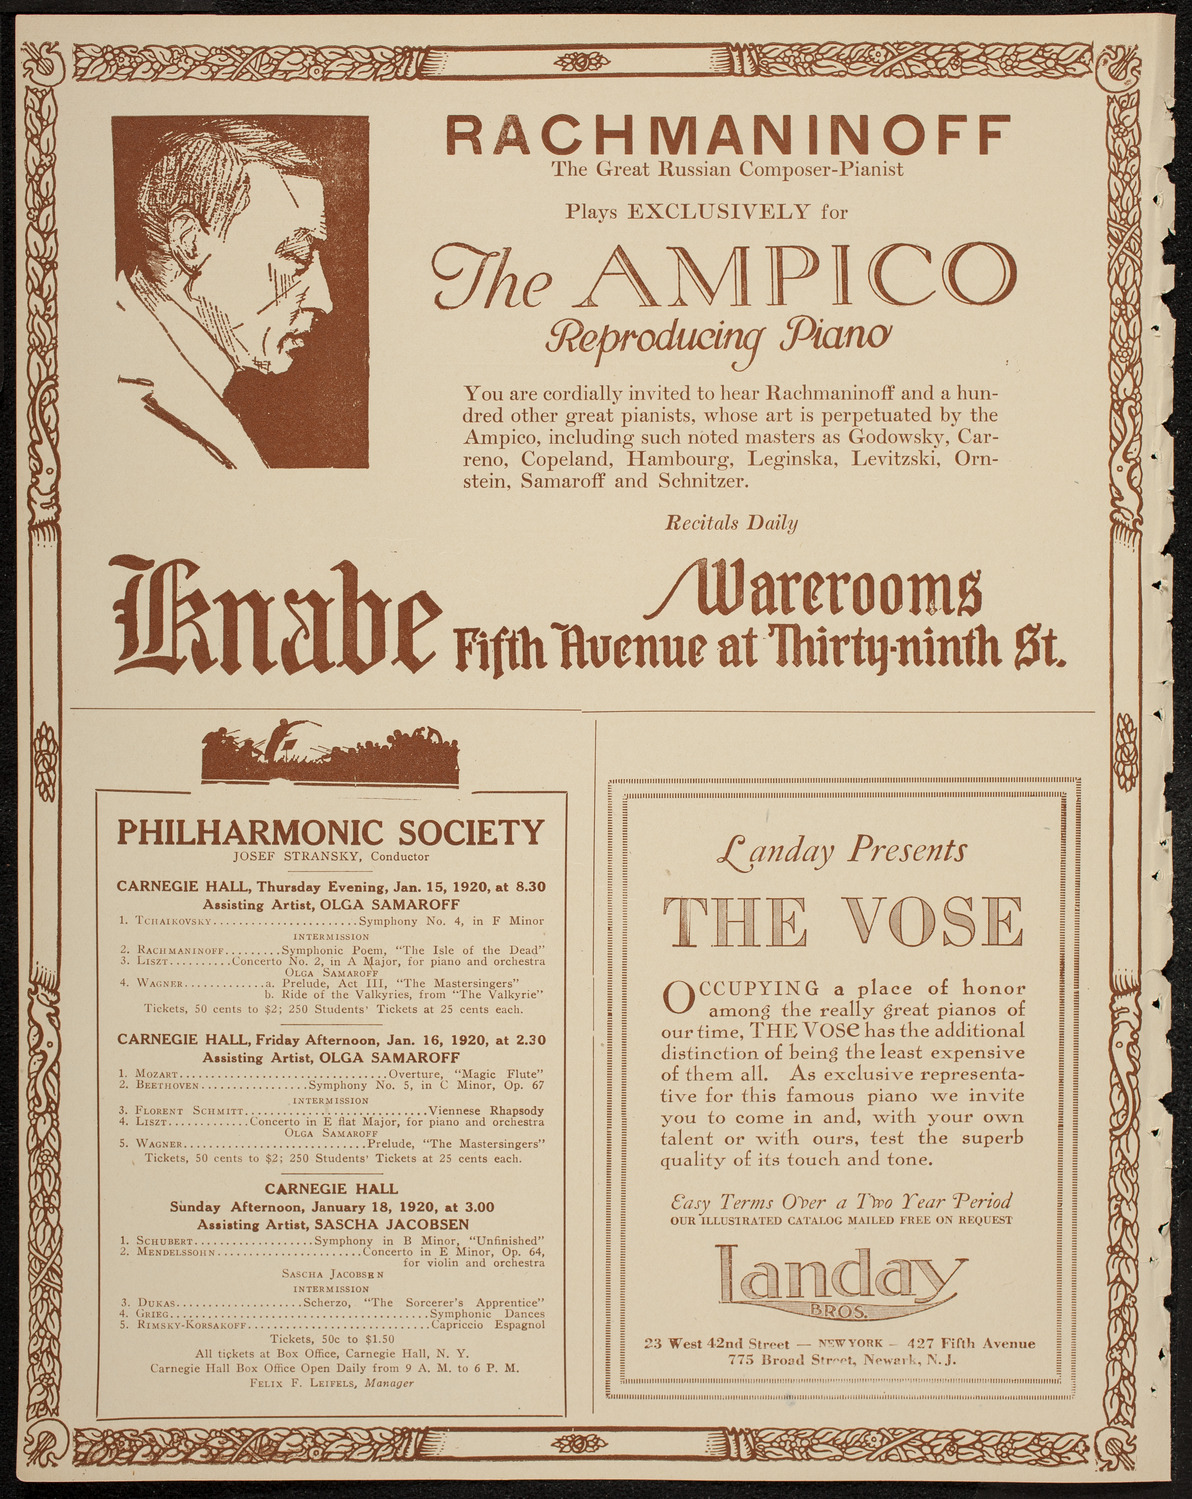 RACHMANINOFF
The Great Russian Composer-Pianist
Plays EXCLUSIVELY for
The AMPICO
Reproducing Piano
You are cordially invited to hear Rachmaninoff and a hun-
dred other great pianists, whose art is perpetuated by the
Ampico, including such noted masters as Godowsky, Car-
reno, Copeland, Hambourg, Leginska, Levitzski, Orn-
stein, Samaroff and Schnitzer.
Recitals Daily
Knabe Warerooms
Fifth Avenue at Thirty-ninth St.
PHILHARMONIC SOCIETY
JOSEF STRANSKY, Conductor
CARNEGIE HALL, Thursday Evening, Jan. 15, 1920, at 8.30
Assisting Artist, OLGA SAMAROFF
1. TCHAIKOVSKY......................Symphony No. 4, in F Minor
INTERMISSION
2. RACHMANINOFF.........Symphonic Poem, "The Isle of the Dead"
3. LISZT..........Concerto No. 2, in A Major, for piano and orchestra
OLGA SAMAROFF
4. WAGNER.............a. Prelude, Act III, "The Mastersingers"
b. Ride of the Valkyries, from "The Valkyrie"
Tickets, 50 cents to $2; 250 Students' Tickets at 25 cents each.
CARNEGIE HALL, Friday Afternoon, Jan. 16, 1920, at 2.30
Assisting Artist, OLGA SAMAROFF
1. MOZART................................Overture, "Magic Flute"
2. BEETHOVEN.................Symphony No. 5, in C Minor, Op. 67
INTERMISSION
3. FLORENT SCHMITT............................Viennese Rhapsody
4. LISZT.............Concerto in E flat Major, for piano and orchestra
OLGA SAMAROFF
5. WAGNER............................Prelude, "The Mastersingers"
Tickets, 50 cents to $2; 250 Students' Tickets at 25 cents each.
CARNEGIE HALL
Sunday Afternoon, January 18, 1920, at 3.00
Assisting Artist, SASCHA JACOBSEN
1. SCHUBERT...................Symphony in B Minor, "Unfinished"
2. MENDELSSOHN......................Concerto in E Minor, Op. 64,
for violin and orchestra
SASCHA JACOBSEN
INTERMISSION
3. DUKAS....................Scherzo, "The Sorcerer's Apprentice"
4. GRIEG.........................................Symphonic Dances
5. RIMSKY-KORSAKOFF.............................Capriccio Espagnol
Tickets, 50c to $1.50
All tickets at Box Office, Carnegie Hall, N. Y.
Carnegie Hall Box Office Open Daily from 9 A. M. to 6 P. M.
FELIX F. LEIFELS, Manager
Landay Presents
THE VOSE
OCCUPYING a place of honor
among the really great pianos of
our time, THE VOSE has the additional
distinction of being the least expensive
of them all. As exclusive representa-
tive for this famous piano we invite
you to come in and, with your own
talent or with ours, test the superb
quality of its touch and tone.
Easy Terms Over a Two Year Period
OUR ILLUSTRATED CATALOG MAILED FREE ON REQUEST
Landay
BROS.
23 West 42nd Street — NEW YORK — 427 Fifth Avenue
775 Broad Street, Newark, N. J.